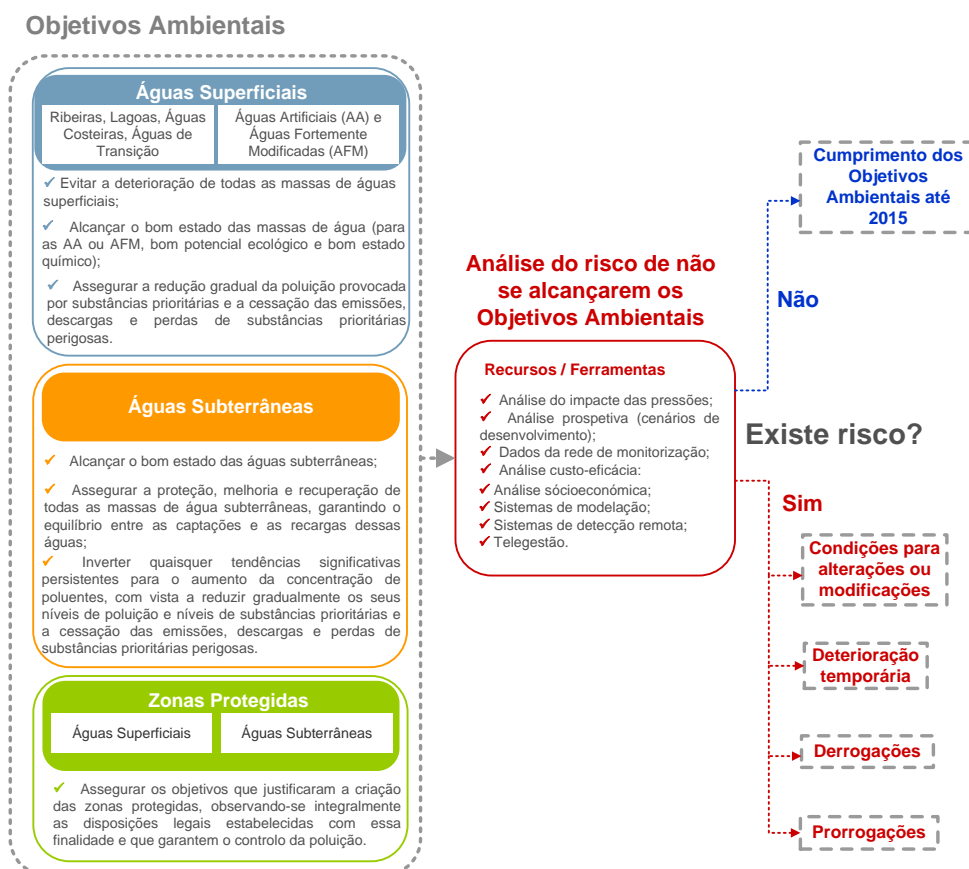 Objetivos Ambientais
Águas Superficiais
Ribeiras, Lagoas, Águas
Costeiras, Águas de
Transição
Águas Artificiais (AA) e
Águas Fortemente
Modificadas (AFM)
✓ Evitar a deterioração de todas as massas de águas
superficiais;
✓ Alcançar o bom estado das massas de água (para
as AA ou AFM, bom potencial ecológico e bom estado
químico);
✓ Assegurar a redução gradual da poluição provocada
por substâncias prioritárias e a cessação das emissões,
descargas e perdas de substâncias prioritárias
perigosas.
Águas Subterrâneas
✓ Alcançar o bom estado das águas subterrâneas;
✓ Assegurar a proteção, melhoria e recuperação de
todas as massas de água subterrâneas, garantindo o
equilíbrio entre as captações e as recargas dessas
águas;
✓ Inverter quaisquer tendências significativas
persistentes para o aumento da concentração de
poluentes, com vista a reduzir gradualmente os seus
níveis de poluição e níveis de substâncias prioritárias e
a cessação das emissões, descargas e perdas de
substâncias prioritárias perigosas.
Zonas Protegidas
Águas Superficiais
Águas Subterrâneas
✓ Assegurar os objetivos que justificaram a criação
das zonas protegidas, observando-se integralmente
as disposições legais estabelecidas com essa
finalidade e que garantem o controlo da poluição.
Análise do risco de não
se alcançarem os
Objetivos Ambientais
Recursos / Ferramentas
✓ Análise do impacte das pressões;
✓ Análise prospetiva (cenários de
desenvolvimento);
✓ Dados da rede de monitorização;
✓ Análise custo-eficácia:
✓ Análise sócioeconómica;
✓ Sistemas de modelação;
✓ Sistemas de detecção remota;
✓ Telegestão.
Existe risco?
Não
Cumprimento dos
Objetivos
Ambientais até
2015
Sim
Condições para
alterações ou
modificações
Deterioração
temporária
Derrogações
Prorrogações